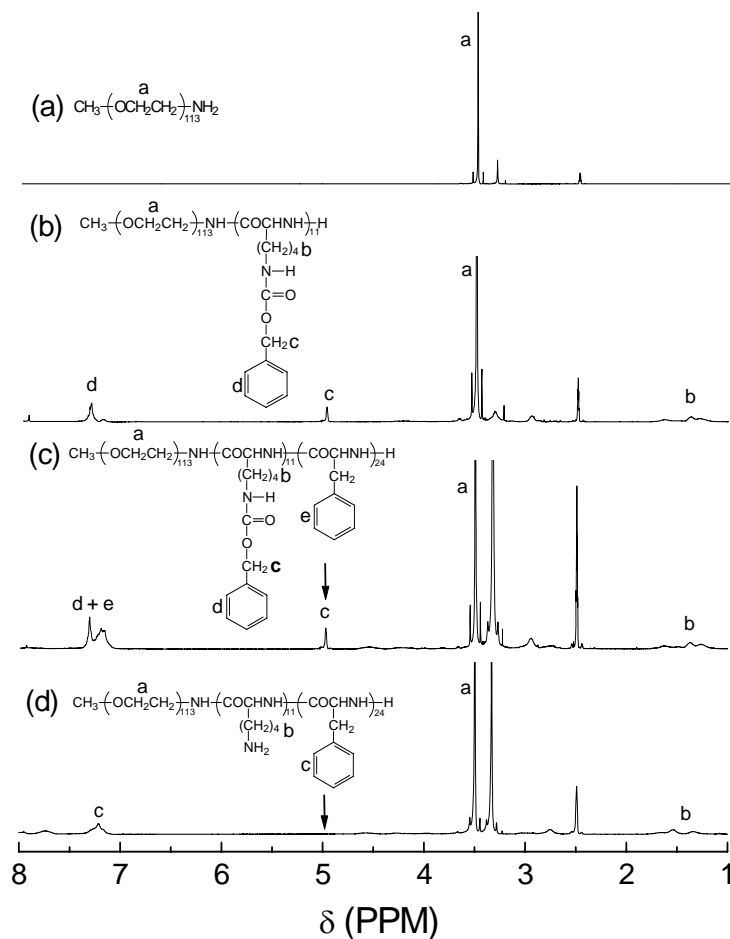 a
(a) CH3-(OCH2CH2)113-NH2
a
(b) CH3-(OCH2CH2)113-NH-(COCHNH)11-H
a
(CH2)4 b
N-H
C=O
O
CH2c
d
a
d
c
b
(c) CH3-(OCH2CH2)113-NH-(COCHNH)11-(COCHNH)24-H
a
(CH2)4b
CH2
N-H
e
C=O
O
CH2 c
d
a
d + e
c
b
(d) CH3-(OCH2CH2)113-NH-(COCHNH)11-(COCHNH)24-H
a
(CH2)4 b
CH2
NH2
c
a
c
b
8 7 6 5 4 3 2 1
δ (PPM)